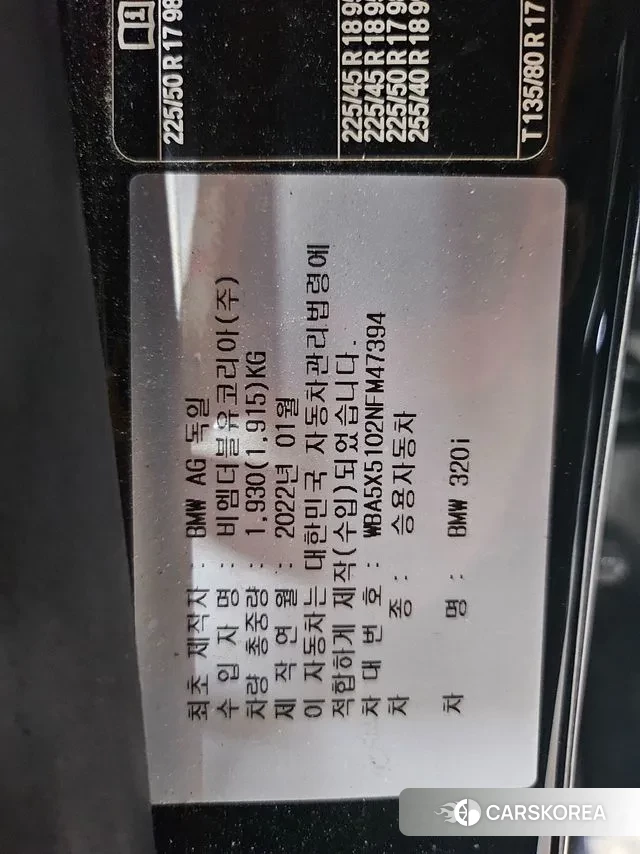 225/50 R 17 98
225/45 R 18 95
225/45 R 18 9
225/50 R 17 98
255/40 R 18 9
T 135/80 R 17
최초 제작자 : BMW AG 독일
수 입 자 명 : 비엠더블유코리아(주)
차량 총중량 : 1,930(1,915)KG
제 작 연 월 : 2022년 01월
이 자동차는 대한민국 자동차관리법령에
적합하게 제작(수입)되었습니다.
차 대 번 호 : WBA5X5102NFM47394
차 종 : 승용자동차
차 명 : BMW 320i
CARSKOREA